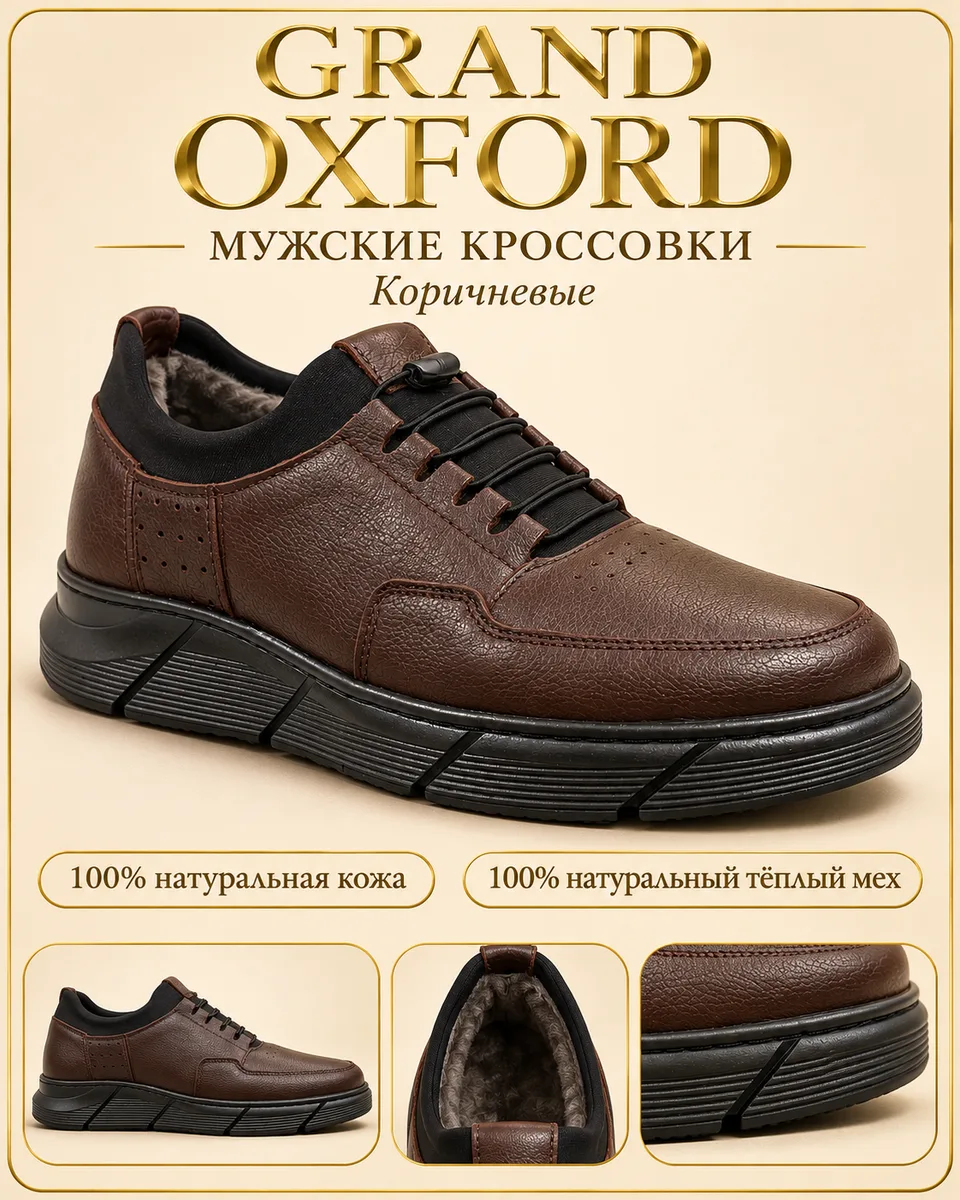 GRAND
OXFORD
МУЖСКИЕ КРОССОВКИ
Коричневые
100% натуральная кожа
100% натуральный тёплый мех